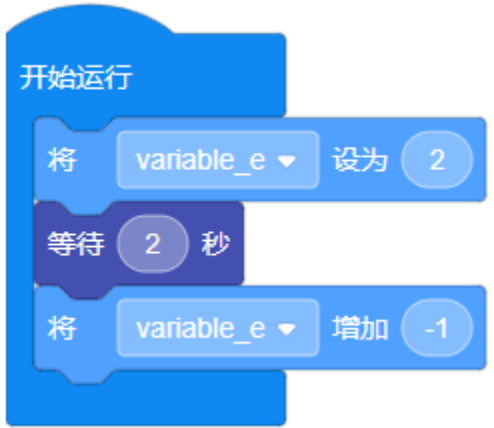 开始运行
将 variable_e 设为 2
等待 2 秒
将 variable_e 增加 -1